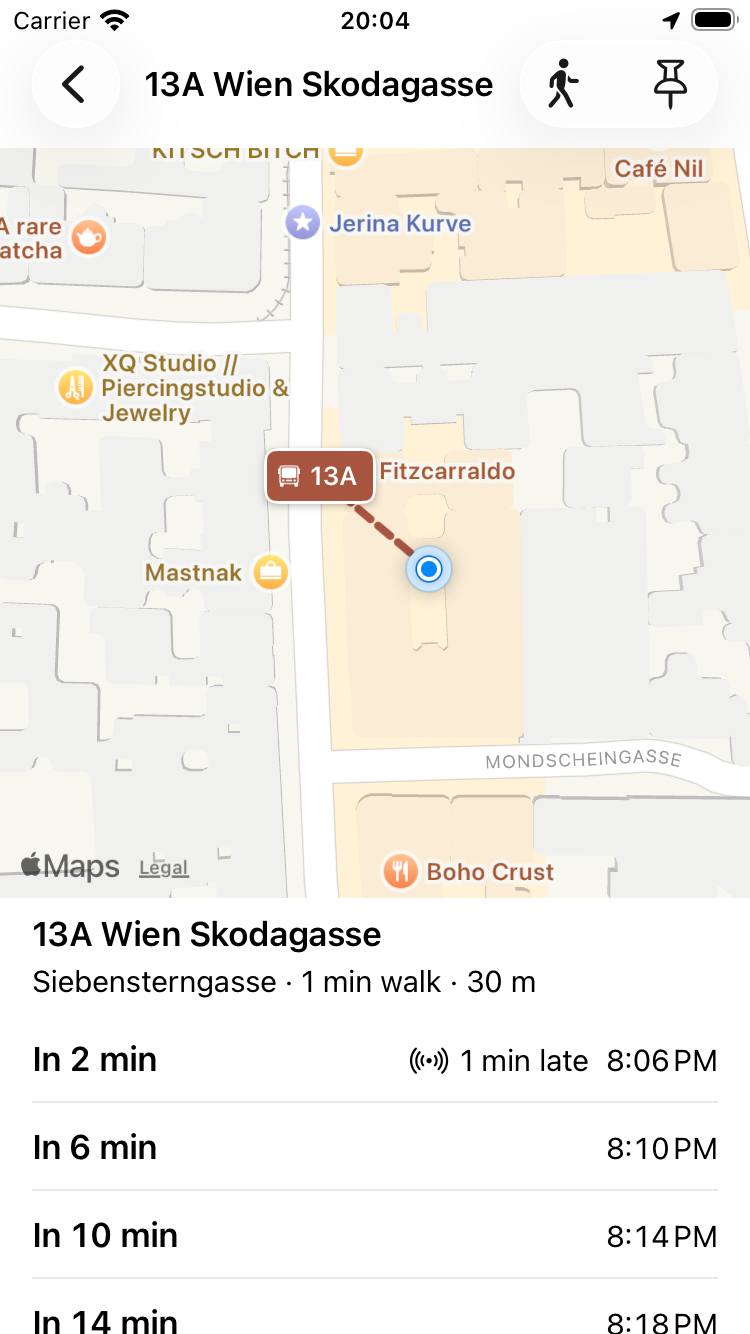 Carrier 20:04
13A Wien Skodagasse
KITSCH BITCH
Café Nil
A rare
atcha
Jerina Kurve
XQ Studio //
Piercingstudio &
Jewelry
13A
Fitzcarraldo
Mastnak
MONDSCHEINGASSE
Maps Legal
Boho Crust
13A Wien Skodagasse
Siebensterngasse · 1 min walk · 30 m
In 2 min 1 min late 8:06 PM
In 6 min 8:10 PM
In 10 min 8:14 PM
In 14 min 8:18 PM